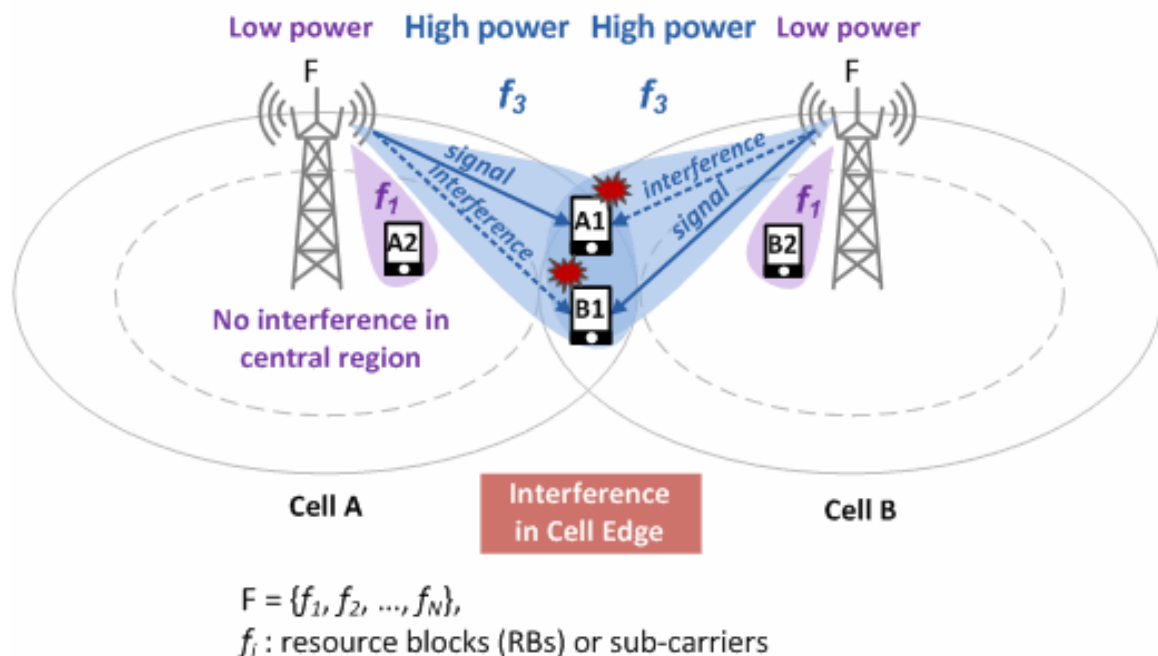 Low power High power High power Low power
F F
f3 f3
signal interference
interference signal
f1 f1
A1
A2 B2
B1
No interference in
central region
Cell A Interference Cell B
in Cell Edge
F = {f1, f2, ..., fN},
fi : resource blocks (RBs) or sub-carriers